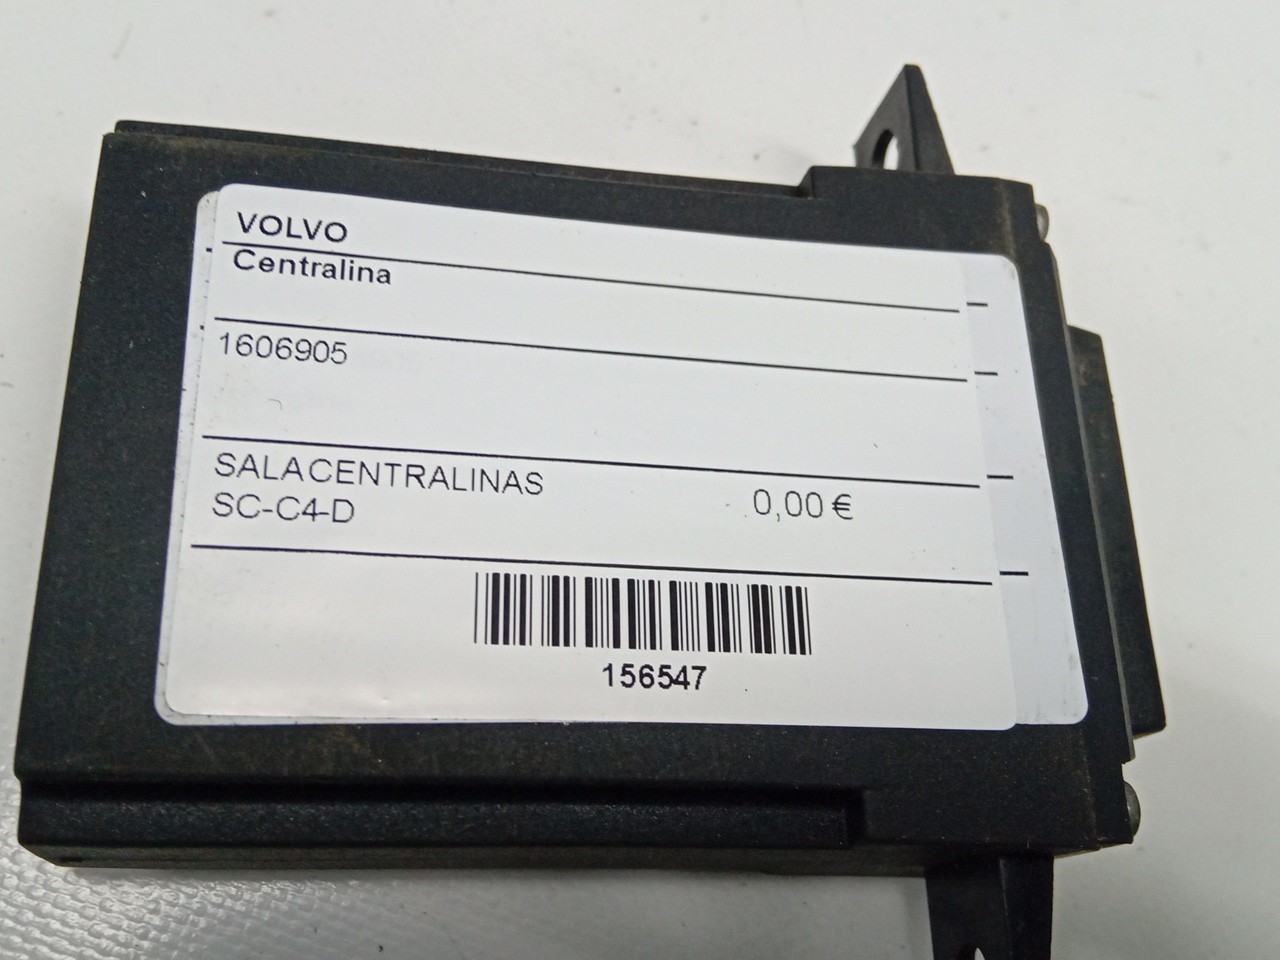 VOLVO
Centralina
1606905
SALACENTRALINAS
SC-C4-D
0,00 €
156547